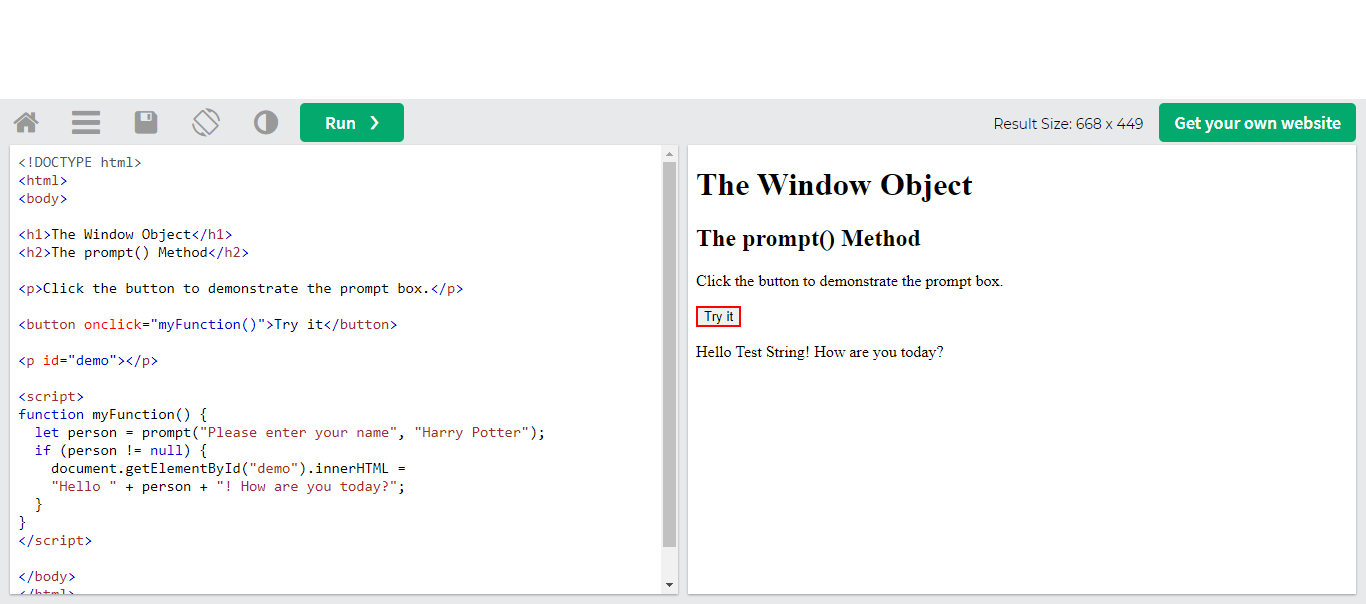 Run ❯
Result Size: 668 x 449
Get your own website
<!DOCTYPE html>
<html>
<body>
<h1>The Window Object</h1>
<h2>The prompt() Method</h2>
<p>Click the button to demonstrate the prompt box.</p>
<button onclick="myFunction()">Try it</button>
<p id="demo"></p>
<script>
function myFunction() {
  let person = prompt("Please enter your name", "Harry Potter");
  if (person != null) {
    document.getElementById("demo").innerHTML =
    "Hello " + person + "! How are you today?";
  }
}
</script>
</body>
</html>
The Window Object
The prompt() Method
Click the button to demonstrate the prompt box.
Try it
Hello Test String! How are you today?